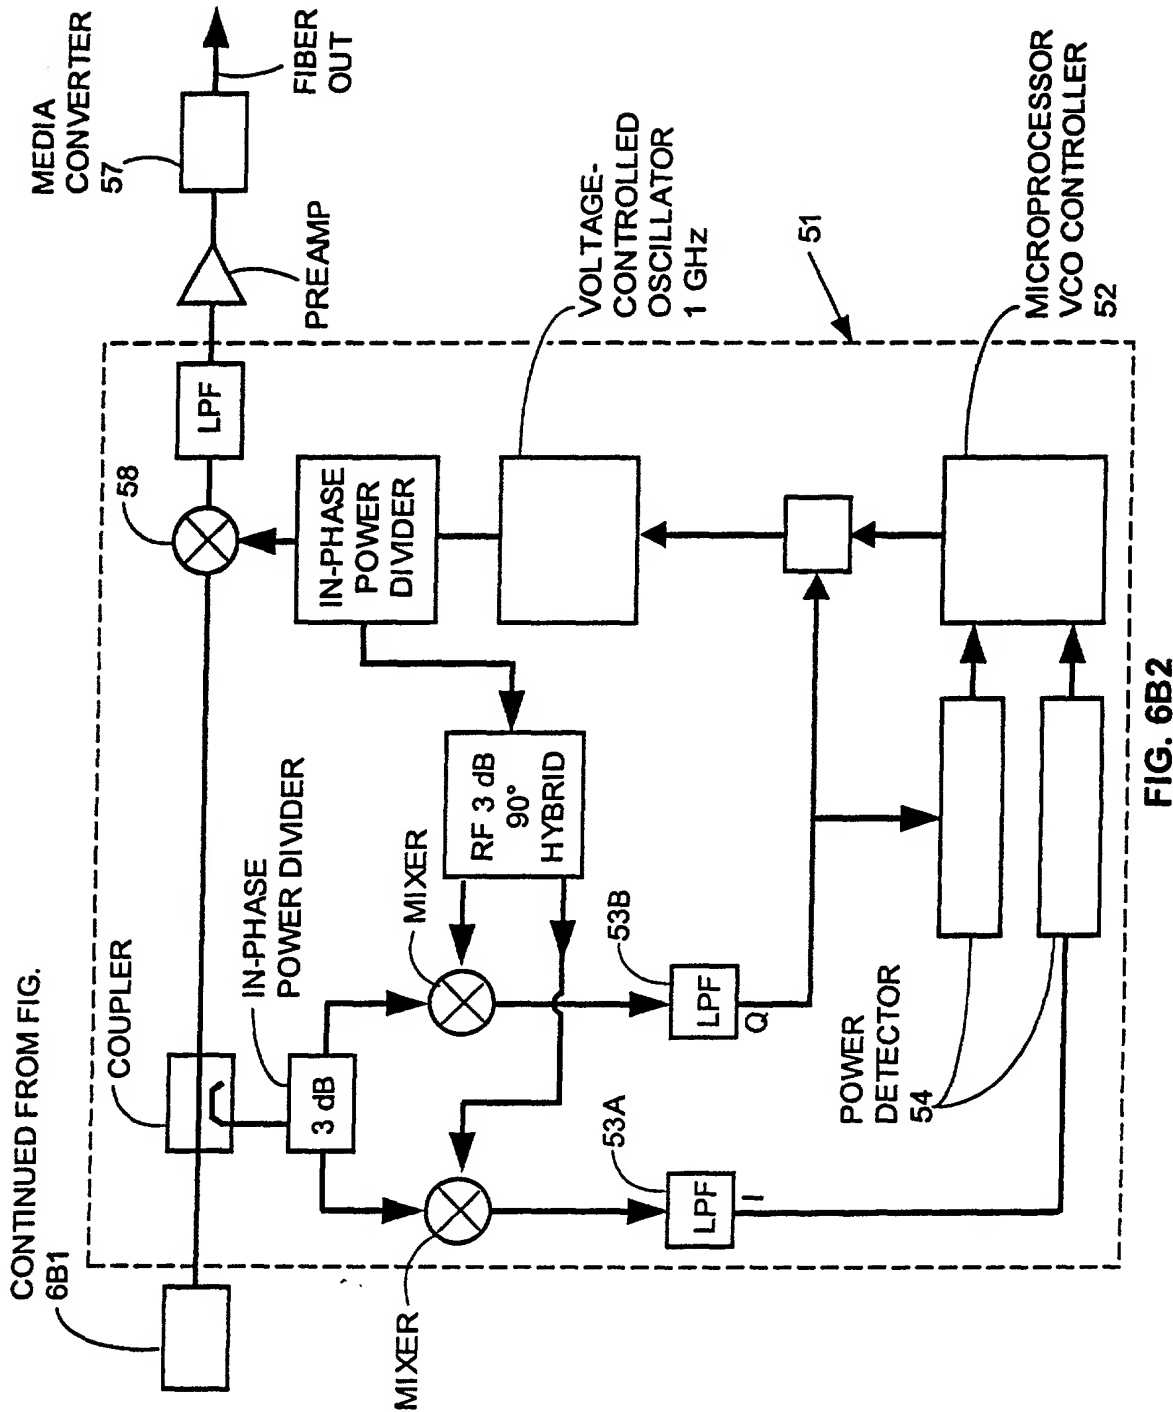 CONTINUED FROM FIG.
6B1
COUPLER
IN-PHASE
POWER DIVIDER
3 dB
MIXER
MIXER
RF 3 dB
90°
HYBRID
IN-PHASE
POWER
DIVIDER
58
LPF
PREAMP
MEDIA
CONVERTER
57
FIBER
OUT
VOLTAGE-
CONTROLLED
OSCILLATOR
1 GHz
51
MICROPROCESSOR
VCO CONTROLLER
52
53A
LPF
I
53B
LPF
Q
POWER
DETECTOR
54
FIG. 6B2